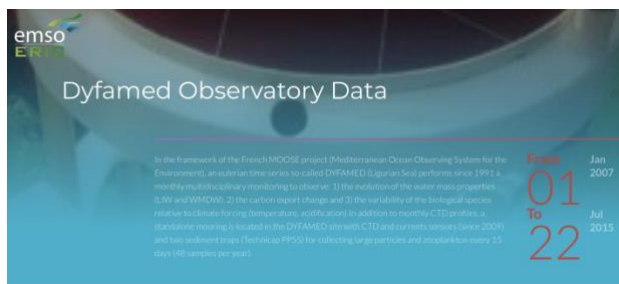 emso
ERIC
Dyfamed Observatory Data
In the framework of the French MOOSE project (Mediterranean Ocean Observing System for the
Environment), an eulerian time series so-called DYFAMED (Ligurian Sea) performs since 1991 a
monthly multidisciplinary monitoring to observe: 1) the evolution of the water mass properties
(LIW and WMDW), 2) the carbon export change and 3) the variability of the biological species
relative to climate forcing (temperature, acidification).In addition to monthly CTD profiles, a
standalone mooring is located in the DYFAMED site with CTD and currents sensors (since 2009)
and two sediment traps (Technicap PPS5) for collecting large particles and zooplankton every 15
days (48 samples per year).
From
01
Jan
2007
To
22
Jul
2015